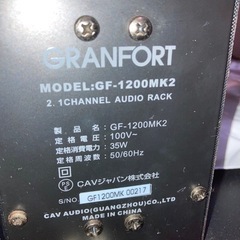 GRANFORT
MODEL:GF-1200MK2
2.1CHANNEL AUDIO RACK
製品名：GF-1200MK2
定格電圧：100V~
定格消費電力：35W
定格周波数：50/60Hz
PSE
CAVジャパン株式会社
S/NO GF1200MK 00217
CAV AUDIO(GUANGZHOU)CO.,LTD
MADE IN CHINA